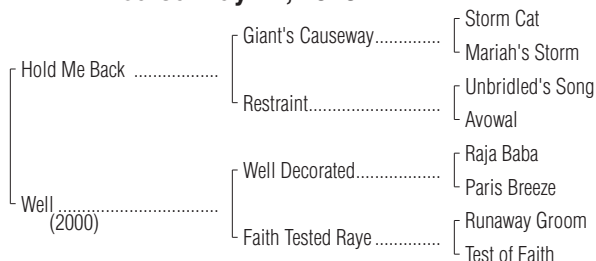 Storm Cat
Giant's Causeway..............
Mariah's Storm
Hold Me Back ..................
Unbridled's Song
Restraint.............................
Avowal
Raja Baba
Well Decorated..................
Paris Breeze
Well ...................................
(2000)
Runaway Groom
Faith Tested Raye ..............
Test of Faith